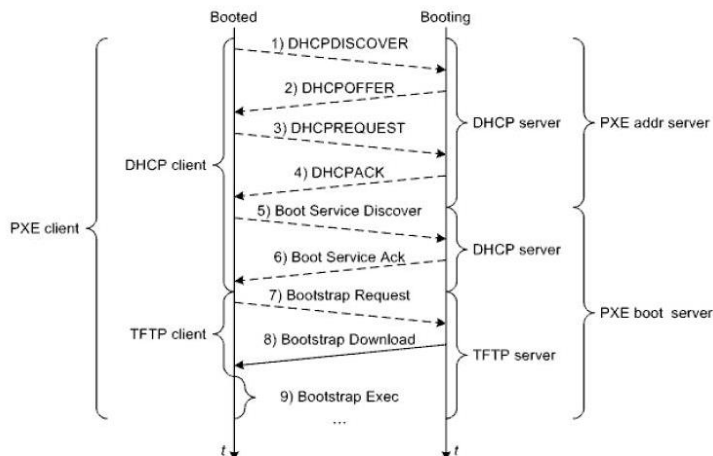 Booted
Booting
1) DHCPDISCOVER
2) DHCPOFFER
3) DHCPREQUEST
4) DHCPACK
5) Boot Service Discover
6) Boot Service Ack
7) Bootstrap Request
8) Bootstrap Download
9) Bootstrap Exec
...
t
t
PXE client
DHCP client
TFTP client
DHCP server
DHCP server
TFTP server
PXE addr server
PXE boot server